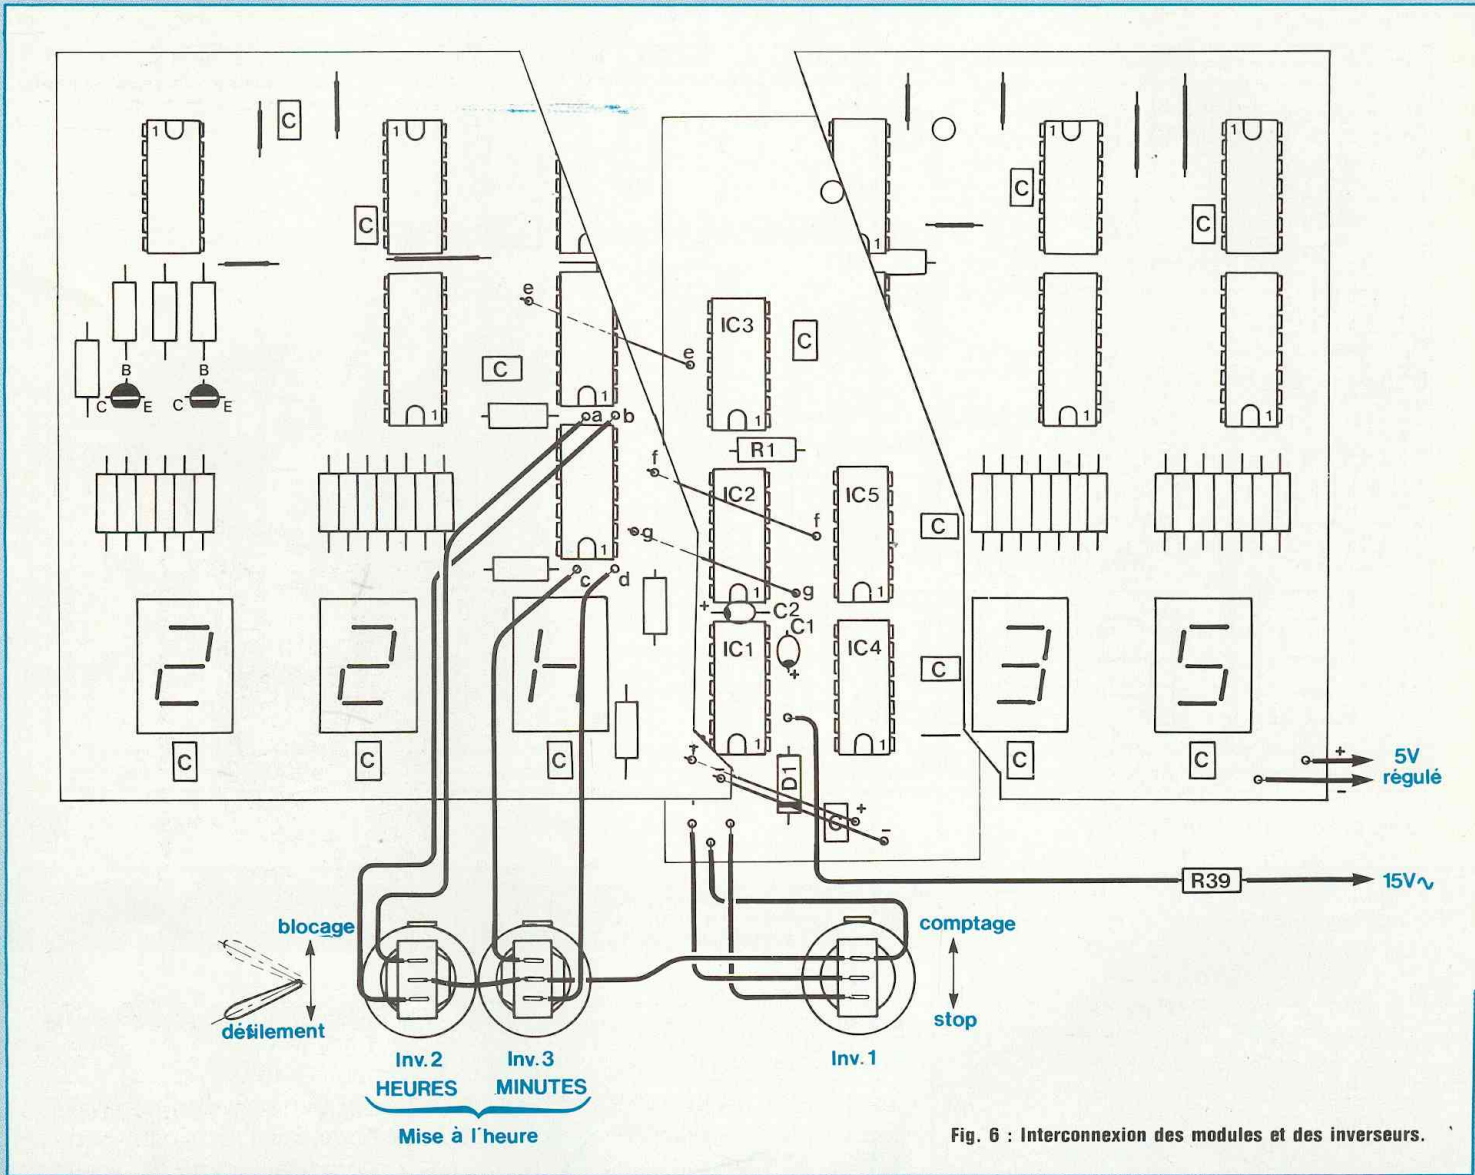 1
C
1
1
1
1
C
C
C
e
IC3
C
e
B
B
C
C E
C E
1
1
1
1
1
a
b
R1
f
IC2
IC5
f
C
g
1
c
d
1
g
1
+
C2
C1
IC1
IC4
+
C
1
1
C
C
C
C
C
+
-
D1
+
C
-
+
5V
régulé
-
R39
15V~
blocage
comptage
défilement
stop
Inv.2
Inv.3
Inv.1
HEURES
MINUTES
Mise à l'heure
Fig. 6 : Interconnexion des modules et des inverseurs.